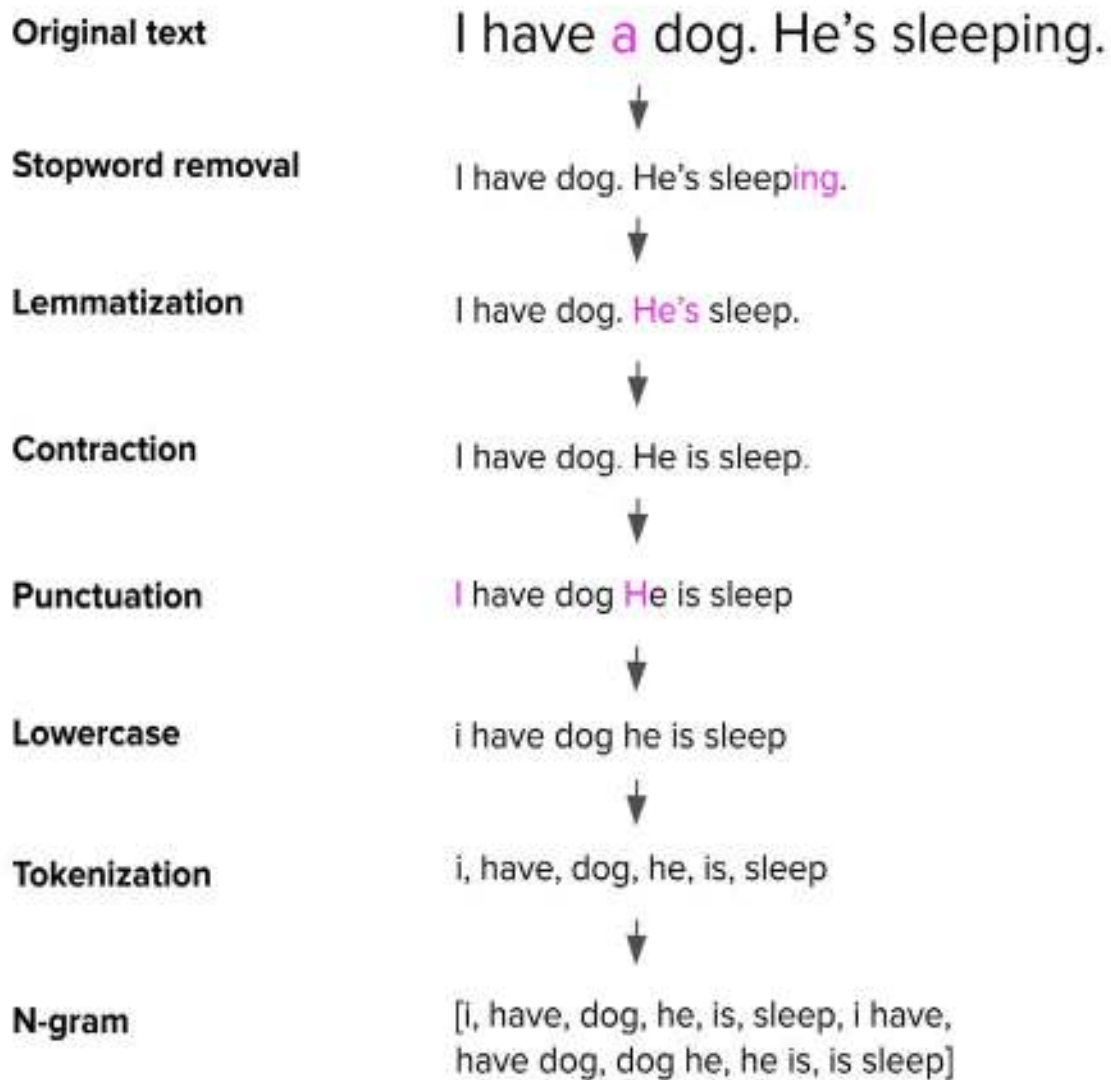 Original text
I have a dog. He's sleeping.
Stopword removal
I have dog. He's sleeping.
Lemmatization
I have dog. He's sleep.
Contraction
I have dog. He is sleep.
Punctuation
I have dog He is sleep
Lowercase
i have dog he is sleep
Tokenization
i, have, dog, he, is, sleep
N-gram
[i, have, dog, he, is, sleep, i have,
have dog, dog he, he is, is sleep]